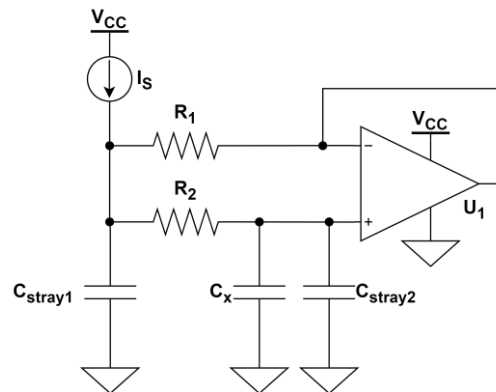 VCC
IS
R1
VCC
−
R2
+
U1
Cstray1
Cx
Cstray2